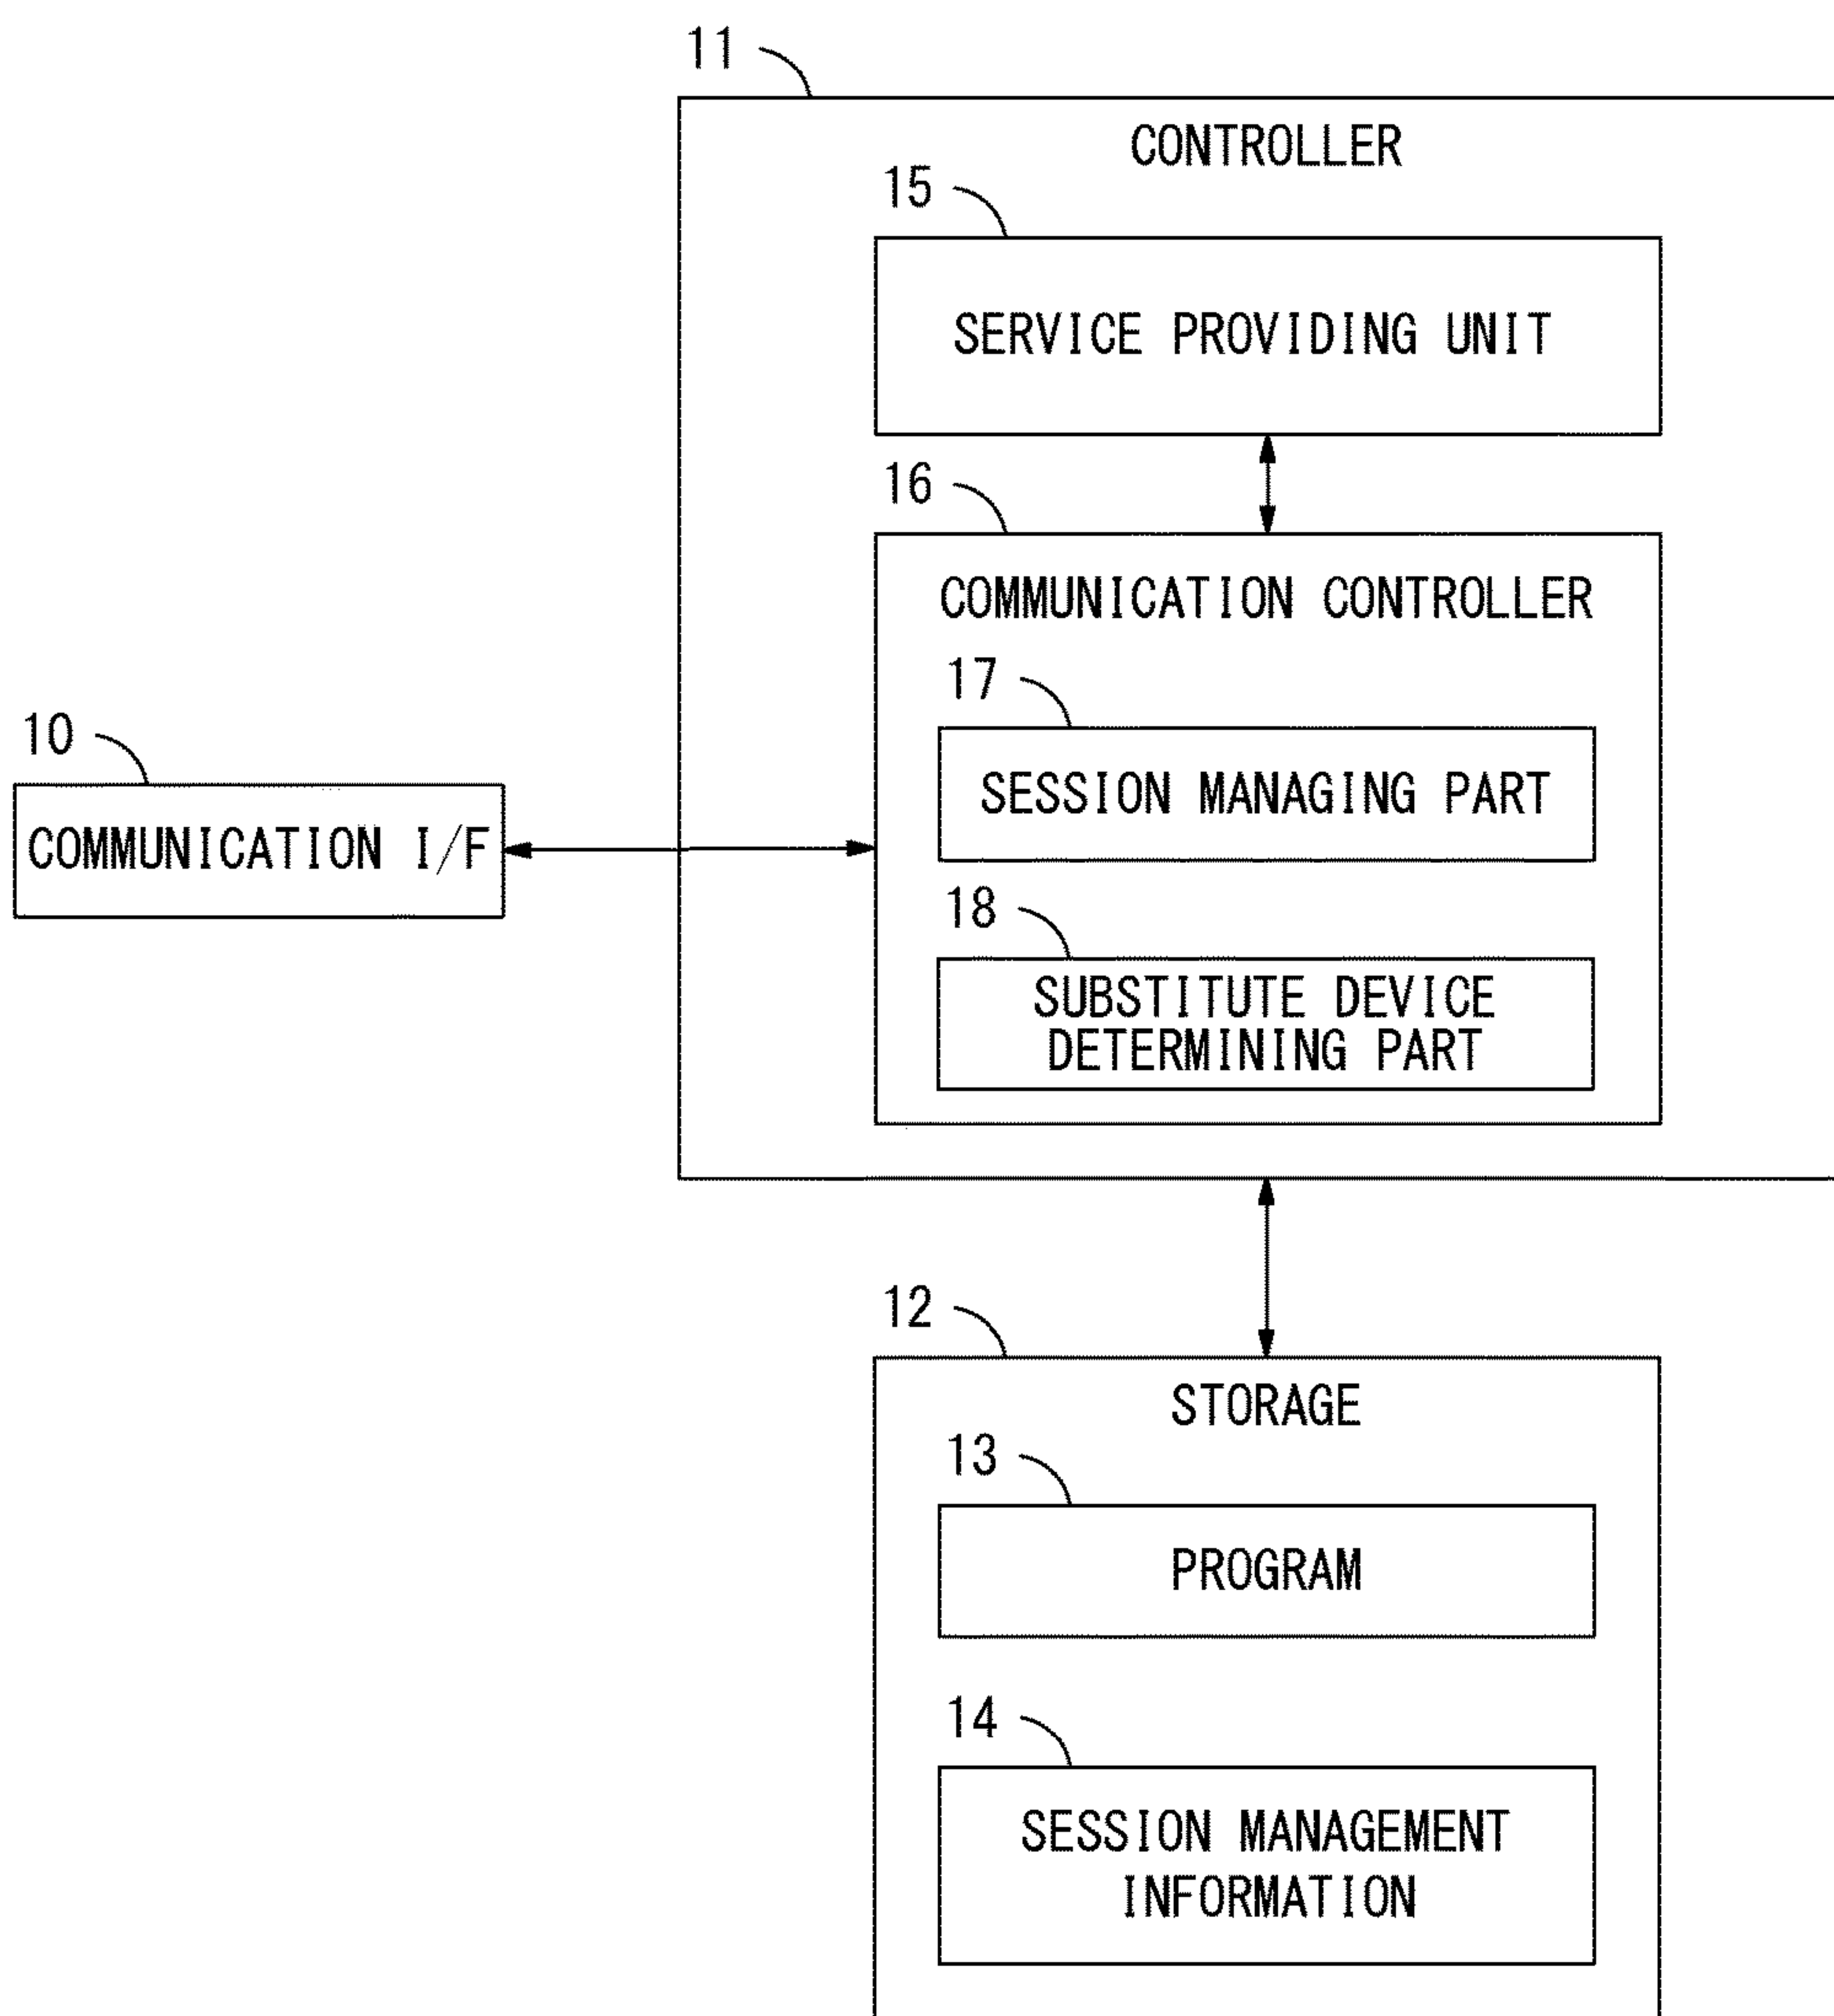 11
CONTROLLER
15
SERVICE PROVIDING UNIT
16
COMMUNICATION CONTROLLER
17
SESSION MANAGING PART
10
COMMUNICATION I/F
18
SUBSTITUTE DEVICE
DETERMINING PART
12
STORAGE
13
PROGRAM
14
SESSION MANAGEMENT
INFORMATION